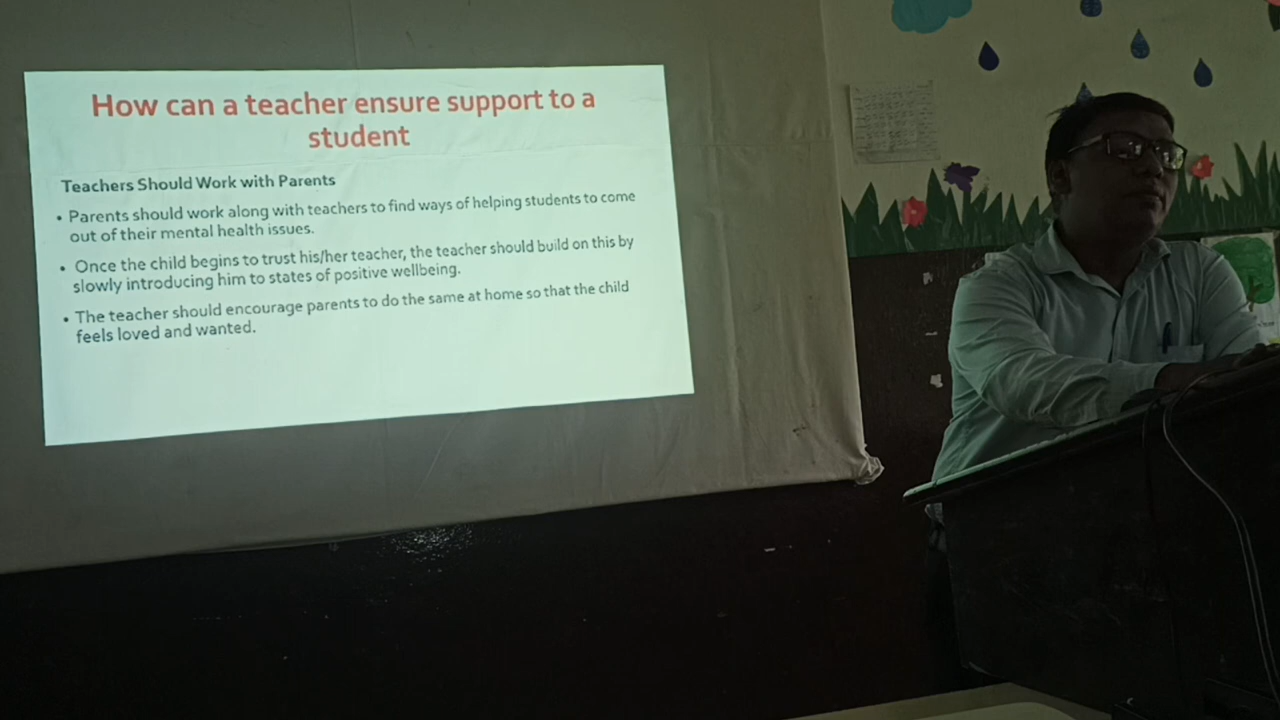 How can a teacher ensure support to a
student
Teachers Should Work with Parents
• Parents should work along with teachers to find ways of helping students to come
out of their mental health issues.
• Once the child begins to trust his/her teacher, the teacher should build on this by
slowly introducing him to states of positive wellbeing.
• The teacher should encourage parents to do the same at home so that the child
feels loved and wanted.